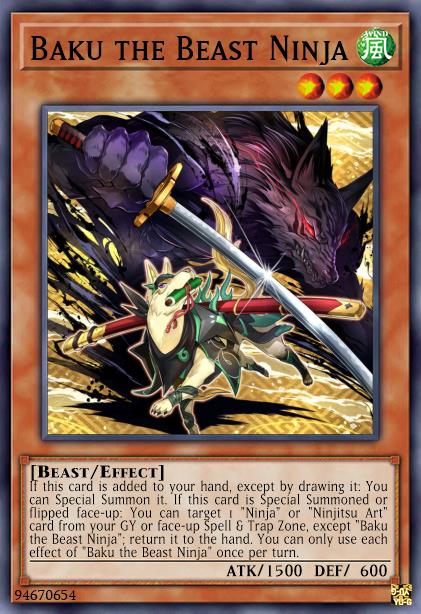 BAKU THE BEAST NINJA
WIND
風
[BEAST/EFFECT]
If this card is added to your hand, except by drawing it: You
can Special Summon it. If this card is Special Summoned or
flipped face-up: You can target 1 "Ninja" or "Ninjitsu Art"
card from your GY or face-up Spell & Trap Zone, except "Baku
the Beast Ninja"; return it to the hand. You can only use each
effect of "Baku the Beast Ninja" once per turn.
ATK/1500 DEF/ 600
94670654